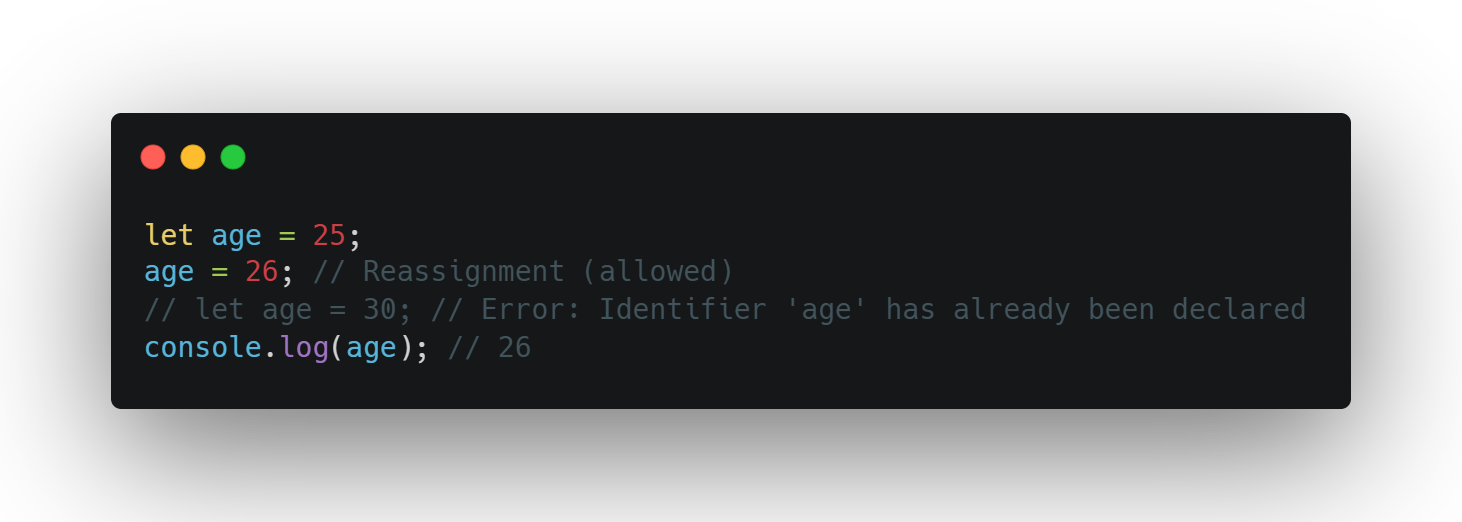 let age = 25;
age = 26; // Reassignment (allowed)
// let age = 30; // Error: Identifier 'age' has already been declared
console.log(age); // 26